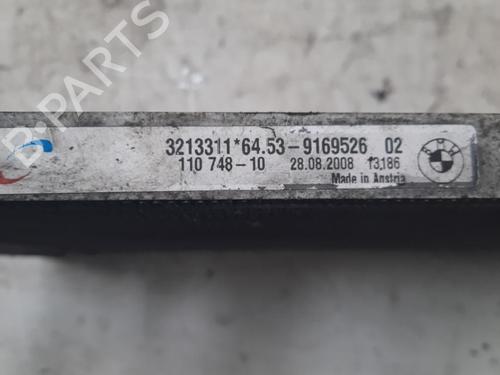 B-PARTS
3213311*64.53-9169526 02
110 748-10 28.08.2008 13186
Made in Austria
BMW